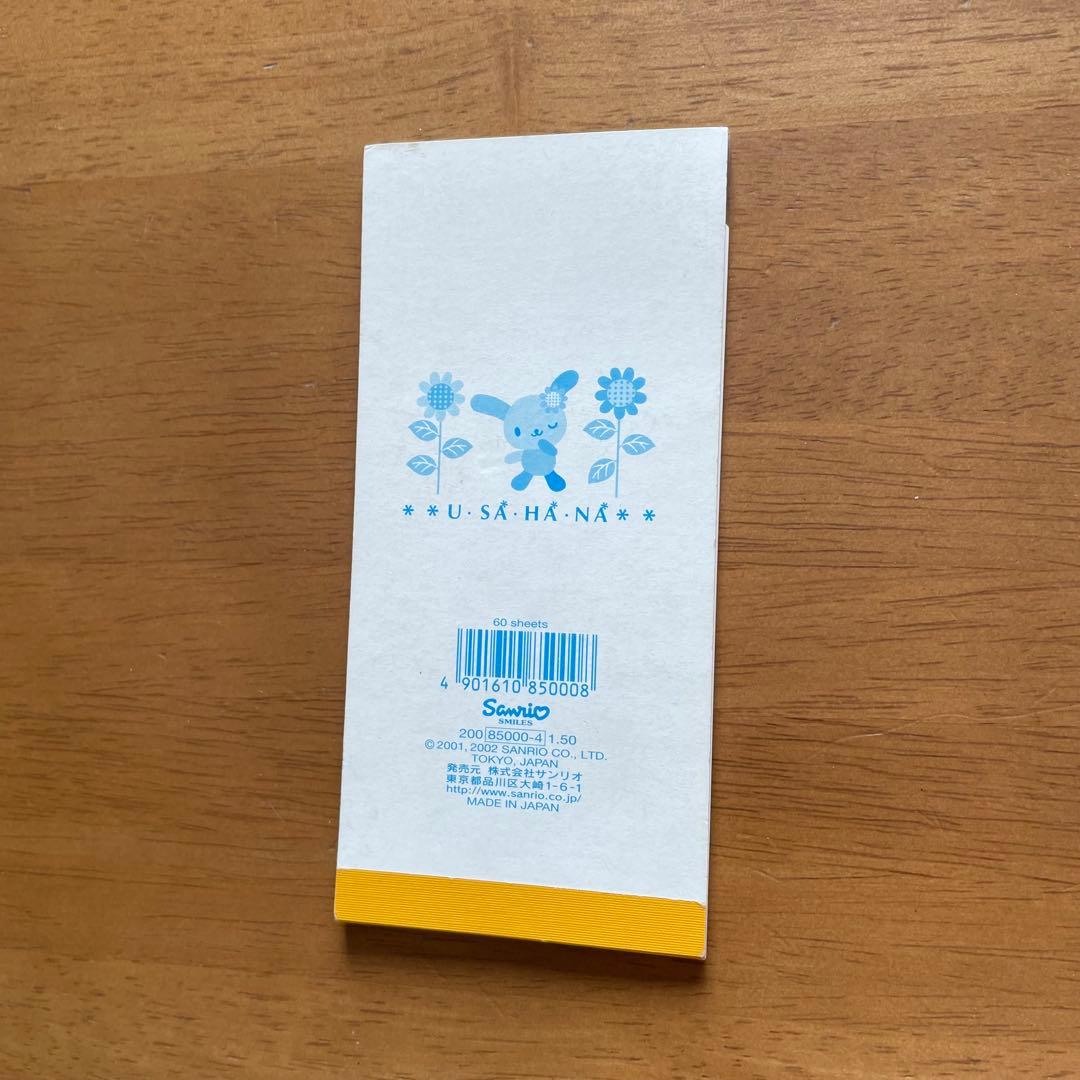 * * U・SA・HA・NA * *
60 sheets
4 901610 850008
Sanrio
SMILES
200 85000-4 1.50
© 2001, 2002 SANRIO CO., LTD.
TOKYO, JAPAN
発売元 株式会社サンリオ
東京都品川区大崎1-6-1
http://www.sanrio.co.jp/
MADE IN JAPAN